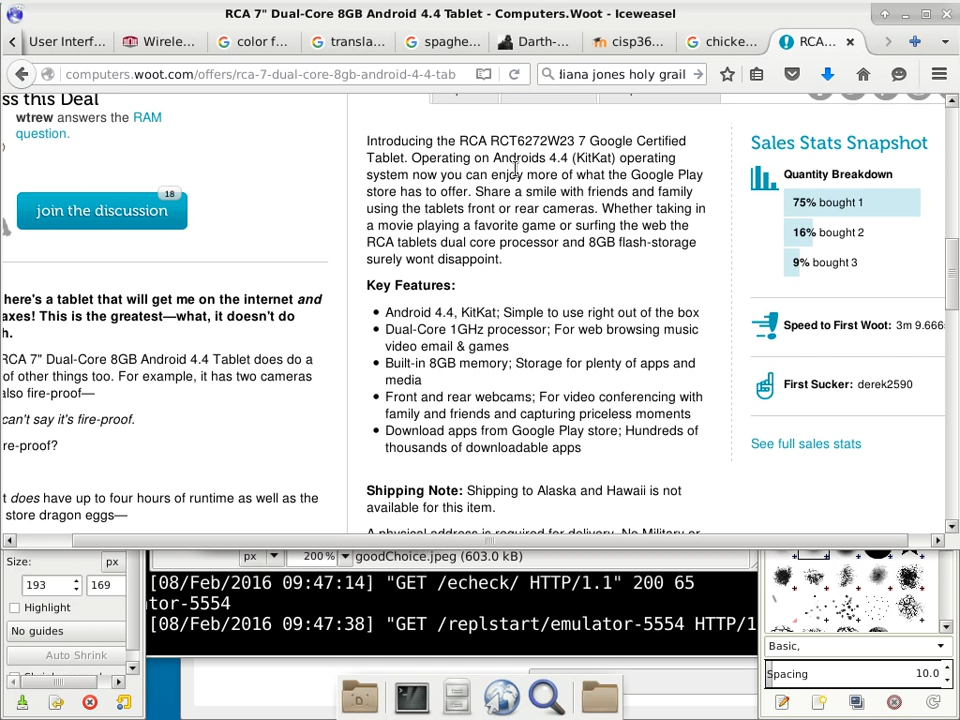 RCA 7" Dual-Core 8GB Android 4.4 Tablet - Computers.Woot - Iceweasel
User Interf... Wirele... color f... transla... spaghe... Darth-... cisp36... chicke... RCA...
computers.woot.com/offers/rca-7-dual-core-8gb-android-4-4-tab
liana jones holy grail
ss this Deal
wtrew answers the RAM
question.
18
join the discussion
here's a tablet that will get me on the internet and
axes! This is the greatest—what, it doesn't do
h.
RCA 7" Dual-Core 8GB Android 4.4 Tablet does do a
of other things too. For example, it has two cameras
also fire-proof—
can't say it's fire-proof.
re-proof?
t does have up to four hours of runtime as well as the
store dragon eggs—
Introducing the RCA RCT6272W23 7 Google Certified
Tablet. Operating on Androids 4.4 (KitKat) operating
system now you can enjoy more of what the Google Play
store has to offer. Share a smile with friends and family
using the tablets front or rear cameras. Whether taking in
a movie playing a favorite game or surfing the web the
RCA tablets dual core processor and 8GB flash-storage
surely wont disappoint.
Key Features:
Android 4.4, KitKat; Simple to use right out of the box
Dual-Core 1GHz processor; For web browsing music
video email & games
Built-in 8GB memory; Storage for plenty of apps and
media
Front and rear webcams; For video conferencing with
family and friends and capturing priceless moments
Download apps from Google Play store; Hundreds of
thousands of downloadable apps
Shipping Note: Shipping to Alaska and Hawaii is not
available for this item.
A physical address is required for delivery. No Military or
Sales Stats Snapshot
Quantity Breakdown
75% bought 1
16% bought 2
9% bought 3
Speed to First Woot: 3m 9.666
First Sucker: derek2590
See full sales stats
Size: px
193 169
Highlight
No guides
Auto Shrink
px 200% goodChoice.jpeg (603.0 kB)
[08/Feb/2016 09:47:14] "GET /echeck/ HTTP/1.1" 200 65
tor-5554
[08/Feb/2016 09:47:38] "GET /replstart/emulator-5554 HTTP/1
Basic,
Spacing 10.0